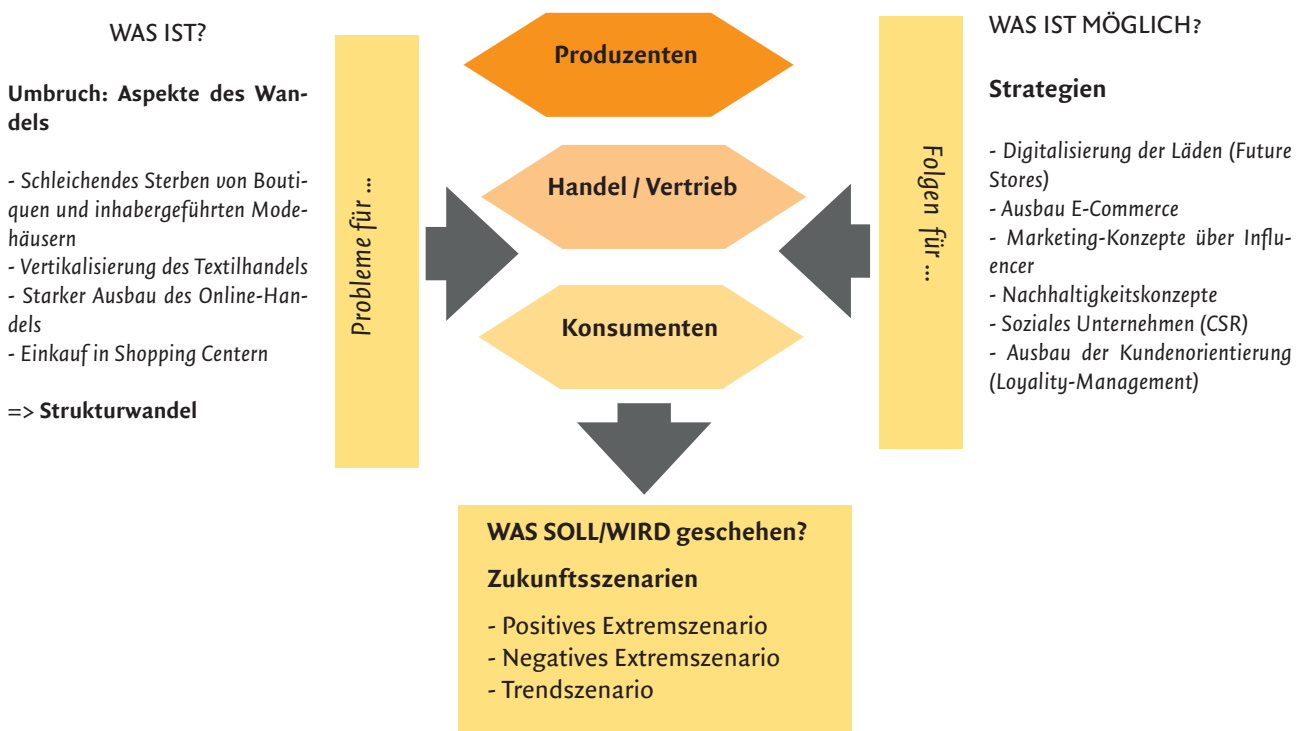 WAS IST?
Umbruch: Aspekte des Wan-
dels
- Schleichendes Sterben von Bouti-
quen und inhabergeführten Mode-
häusern
- Vertikalisierung des Textilhandels
- Starker Ausbau des Online-Han-
dels
- Einkauf in Shopping Centern
=> Strukturwandel
Probleme für ...
Produzenten
Handel / Vertrieb
Konsumenten
Folgen für ...
WAS IST MÖGLICH?
Strategien
- Digitalisierung der Läden (Future
Stores)
- Ausbau E-Commerce
- Marketing-Konzepte über Influ-
encer
- Nachhaltigkeitskonzepte
- Soziales Unternehmen (CSR)
- Ausbau der Kundenorientierung
(Loyality-Management)
WAS SOLL/WIRD geschehen?
Zukunftsszenarien
- Positives Extremszenario
- Negatives Extremszenario
- Trendszenario